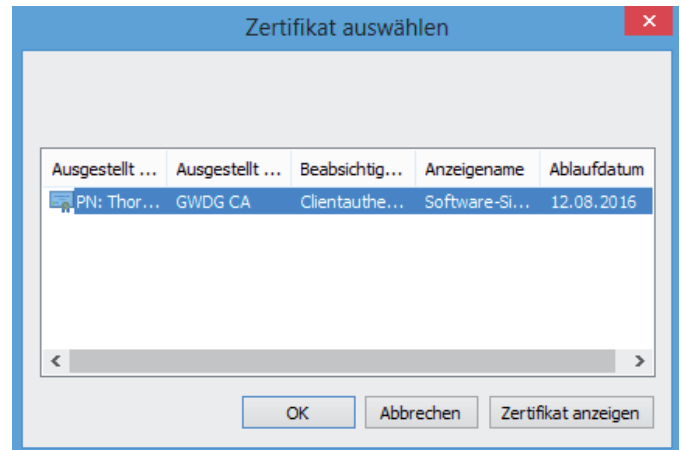 Zertifikat auswählen
Ausgestellt ... Ausgestellt ... Beabsichtig... Anzeigename Ablaufdatum
PN: Thor... GWDG CA Clientauthe... Software-Si... 12.08.2016
OK Abbrechen Zertifikat anzeigen